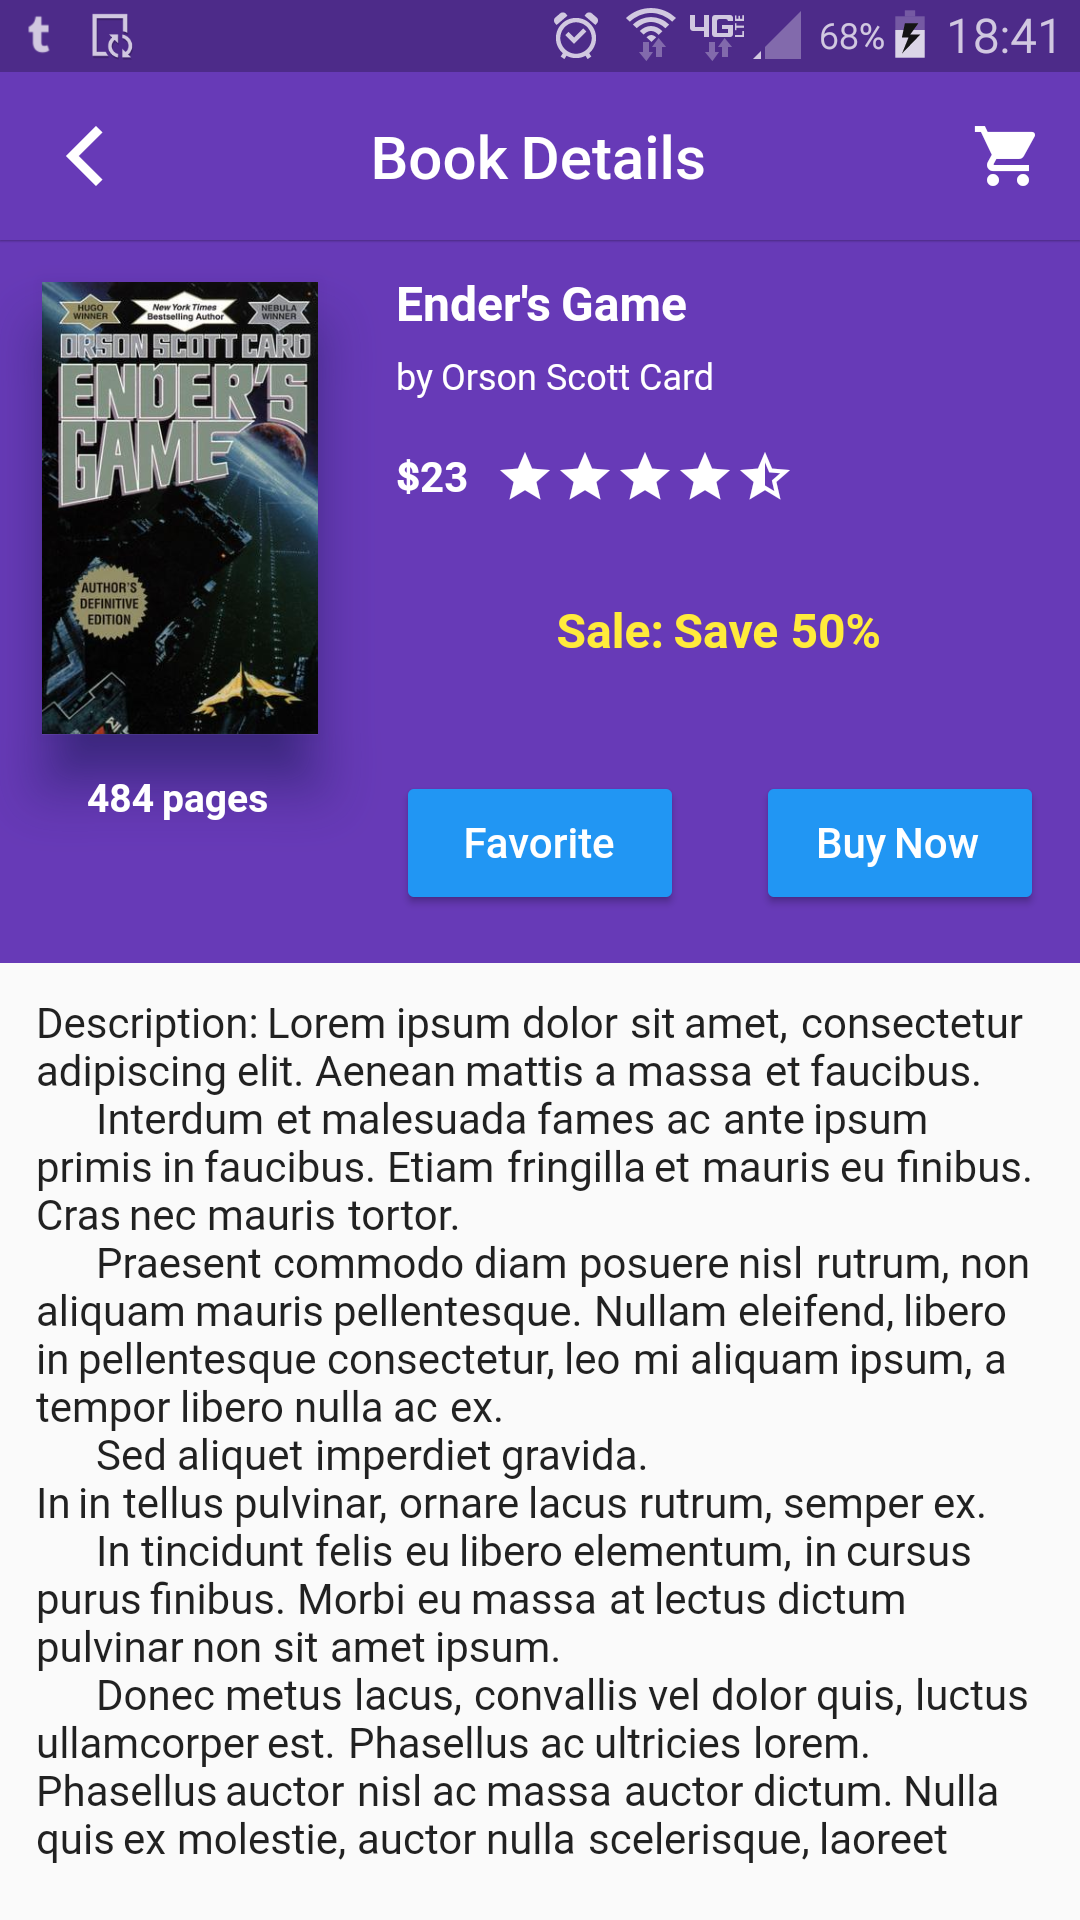 t
4G LTE
68%
18:41
Book Details
HUGO WINNER
New York Times Bestselling Author
NEBULA WINNER
ORSON SCOTT CARD
ENDER'S
GAME
AUTHOR'S
DEFINITIVE
EDITION
484 pages
Ender's Game
by Orson Scott Card
$23
Sale: Save 50%
Favorite
Buy Now
Description: Lorem ipsum dolor sit amet, consectetur
adipiscing elit. Aenean mattis a massa et faucibus.
Interdum et malesuada fames ac ante ipsum
primis in faucibus. Etiam fringilla et mauris eu finibus.
Cras nec mauris tortor.
Praesent commodo diam posuere nisl rutrum, non
aliquam mauris pellentesque. Nullam eleifend, libero
in pellentesque consectetur, leo mi aliquam ipsum, a
tempor libero nulla ac ex.
Sed aliquet imperdiet gravida.
In in tellus pulvinar, ornare lacus rutrum, semper ex.
In tincidunt felis eu libero elementum, in cursus
purus finibus. Morbi eu massa at lectus dictum
pulvinar non sit amet ipsum.
Donec metus lacus, convallis vel dolor quis, luctus
ullamcorper est. Phasellus ac ultricies lorem.
Phasellus auctor nisl ac massa auctor dictum. Nulla
quis ex molestie, auctor nulla scelerisque, laoreet